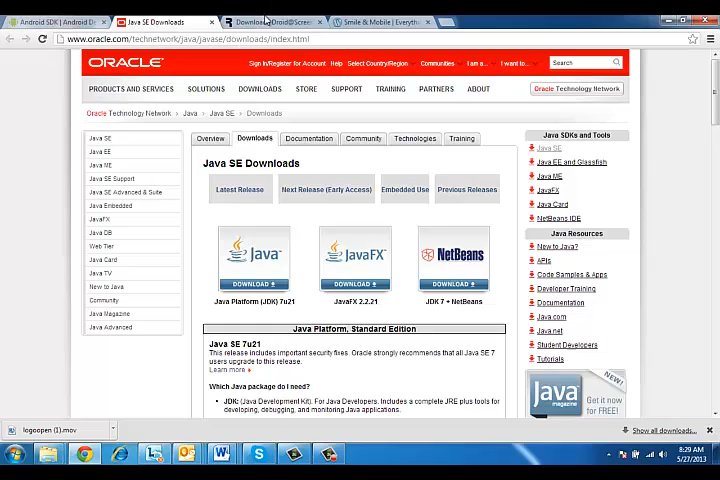 Android SDK | Android De
Java SE Downloads
Download Droid@Screen
Smile & Mobile | Everythi
www.oracle.com/technetwork/java/javase/downloads/index.html
ORACLE
Sign In/Register for Account Help Select Country/Region Communities I am a... I want to... Search
PRODUCTS AND SERVICES SOLUTIONS DOWNLOADS STORE SUPPORT TRAINING PARTNERS ABOUT Oracle Technology Network
Oracle Technology Network > Java > Java SE > Downloads
Java SE
Java EE
Java ME
Java SE Support
Java SE Advanced & Suite
Java Embedded
JavaFX
Java DB
Web Tier
Java Card
Java TV
New to Java
Community
Java Magazine
Java Advanced
Overview Downloads Documentation Community Technologies Training
Java SE Downloads
Latest Release Next Release (Early Access) Embedded Use Previous Releases
Java JavaFX NetBeans
DOWNLOAD DOWNLOAD DOWNLOAD
Java Platform (JDK) 7u21 JavaFX 2.2.21 JDK 7 + NetBeans
Java Platform, Standard Edition
Java SE 7u21
This release includes important security fixes. Oracle strongly recommends that all Java SE 7
users upgrade to this release.
Learn more
Which Java package do I need?
• JDK: (Java Development Kit). For Java Developers. Includes a complete JRE plus tools for
developing, debugging, and monitoring Java applications.
Java SDKs and Tools
Java SE
Java EE and Glassfish
Java ME
JavaFX
Java Card
NetBeans IDE
Java Resources
New to Java?
APIs
Code Samples & Apps
Developer Training
Documentation
Java.com
Java.net
Student Developers
Tutorials
NEW!
Java
magazine
Get it now
for FREE!
logoopen (1).mov
Show all downloads...
8:29 AM
5/27/2013